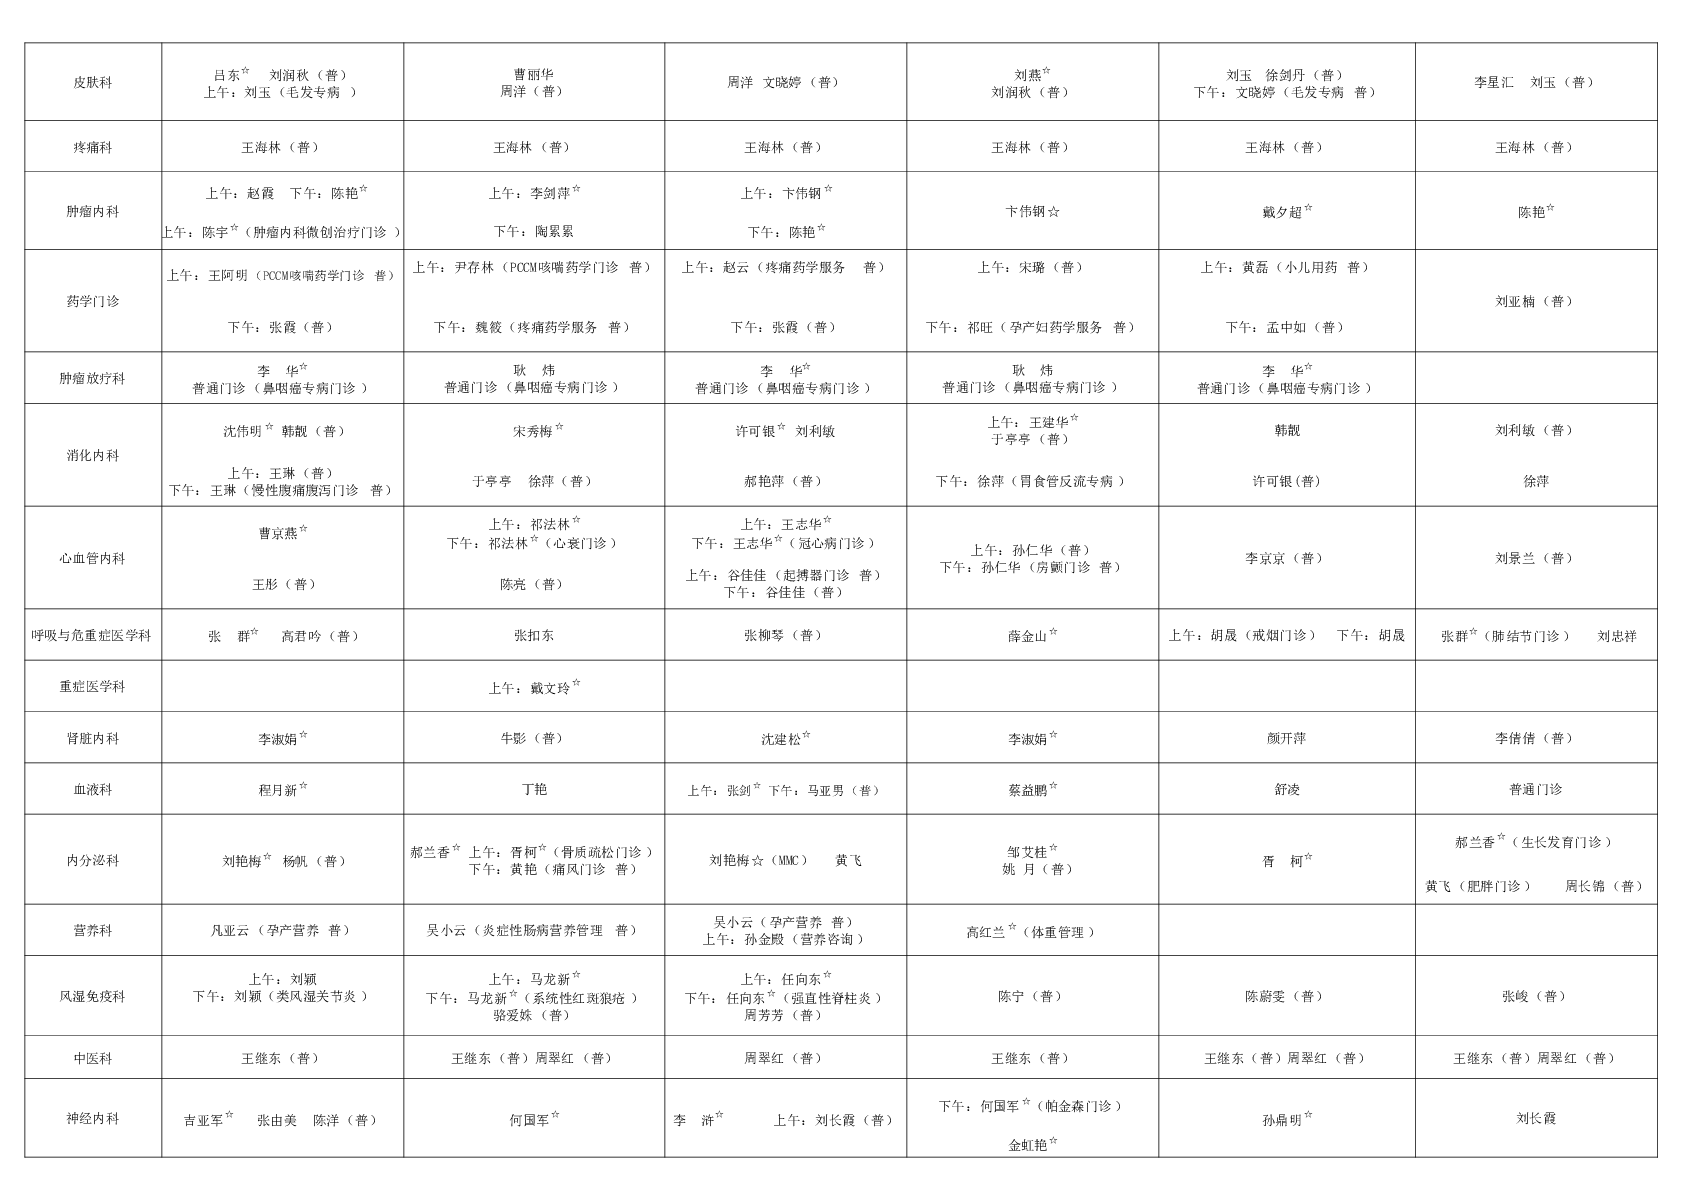 皮肤科 吕东☆ 刘润秋（普） 曹丽华 周洋 文晓婷（普） 刘燕☆ 刘玉 徐剑丹（普） 李星汇 刘玉（普）
上午：刘玉（毛发专病 ） 周洋（普） 刘润秋（普） 下午：文晓婷（毛发专病 普）
疼痛科 王海林（普） 王海林（普） 王海林（普） 王海林（普） 王海林（普） 王海林（普）
肿瘤内科 上午：赵霞 下午：陈艳☆ 上午：李剑萍☆ 上午：卞伟钢☆ 卞伟钢☆ 戴夕超☆ 陈艳☆
上午：陈宇☆（肿瘤内科微创治疗门诊 ） 下午：陶累累 下午：陈艳☆
药学门诊 上午：王阿明（PCCM咳喘药学门诊 普） 上午：尹存林（PCCM咳喘药学门诊 普） 上午：赵云（疼痛药学服务 普） 上午：宋璐（普） 上午：黄磊（小儿用药 普） 刘亚楠（普）
下午：张霞（普） 下午：魏筱（疼痛药学服务 普） 下午：张霞（普） 下午：祁旺（孕产妇药学服务 普） 下午：孟中如（普）
肿瘤放疗科 李 华☆ 耿 炜 李 华☆ 耿 炜 李 华☆
普通门诊（鼻咽癌专病门诊） 普通门诊（鼻咽癌专病门诊） 普通门诊（鼻咽癌专病门诊） 普通门诊（鼻咽癌专病门诊） 普通门诊（鼻咽癌专病门诊）
消化内科 沈伟明☆ 韩靓（普） 宋秀梅☆ 许可银☆ 刘利敏 上午：王建华☆ 韩靓 刘利敏（普）
于亭亭（普）
上午：王琳（普） 于亭亭 徐萍（普） 郝艳萍（普） 下午：徐萍（胃食管反流专病 ） 许可银(普) 徐萍
下午：王琳（慢性腹痛腹泻门诊 普）
心血管内科 曹京燕☆ 上午：祁法林☆ 上午：王志华☆ 上午：孙仁华（普） 李京京（普） 刘景兰（普）
下午：祁法林☆（心衰门诊） 下午：王志华☆（冠心病门诊） 下午：孙仁华（房颤门诊 普）
王彤（普） 陈亮（普） 上午：谷佳佳（起搏器门诊 普）
下午：谷佳佳（普）
呼吸与危重症医学科 张 群☆ 高君吟（普） 张扣东 张柳琴（普） 薛金山☆ 上午：胡晟（戒烟门诊） 下午：胡晟 张群☆（肺结节门诊） 刘忠祥
重症医学科 上午：戴文玲☆
肾脏内科 李淑娟☆ 牛影（普） 沈建松☆ 李淑娟☆ 颜开萍 李倩倩（普）
血液科 程月新☆ 丁艳 上午：张剑☆ 下午：马亚男（普） 蔡益鹏☆ 舒凌 普通门诊
内分泌科 刘艳梅☆ 杨帆（普） 郝兰香☆ 上午：胥柯☆（骨质疏松门诊） 刘艳梅☆（MMC） 黄飞 邹艾桂☆ 胥 柯☆ 郝兰香☆（生长发育门诊）
下午：黄艳（痛风门诊 普） 姚 月（普） 黄飞（肥胖门诊） 周长锦（普）
营养科 凡亚云（孕产营养 普） 吴小云（炎症性肠病营养管理 普） 吴小云（孕产营养 普） 高红兰☆（体重管理）
上午：孙金殿（营养咨询）
风湿免疫科 上午：刘颖 上午：马龙新☆ 上午：任向东☆ 陈宁（普） 陈蔚雯（普） 张峻（普）
下午：刘颖（类风湿关节炎） 下午：马龙新☆（系统性红斑狼疮 ） 下午：任向东☆（强直性脊柱炎）
骆爱姝（普） 周芳芳（普）
中医科 王继东（普） 王继东（普）周翠红（普） 周翠红（普） 王继东（普） 王继东（普）周翠红（普） 王继东（普）周翠红（普）
神经内科 吉亚军☆ 张由美 陈洋（普） 何国军☆ 李 浒☆ 上午：刘长霞（普） 下午：何国军☆（帕金森门诊） 孙鼎明☆ 刘长霞
金虹艳☆